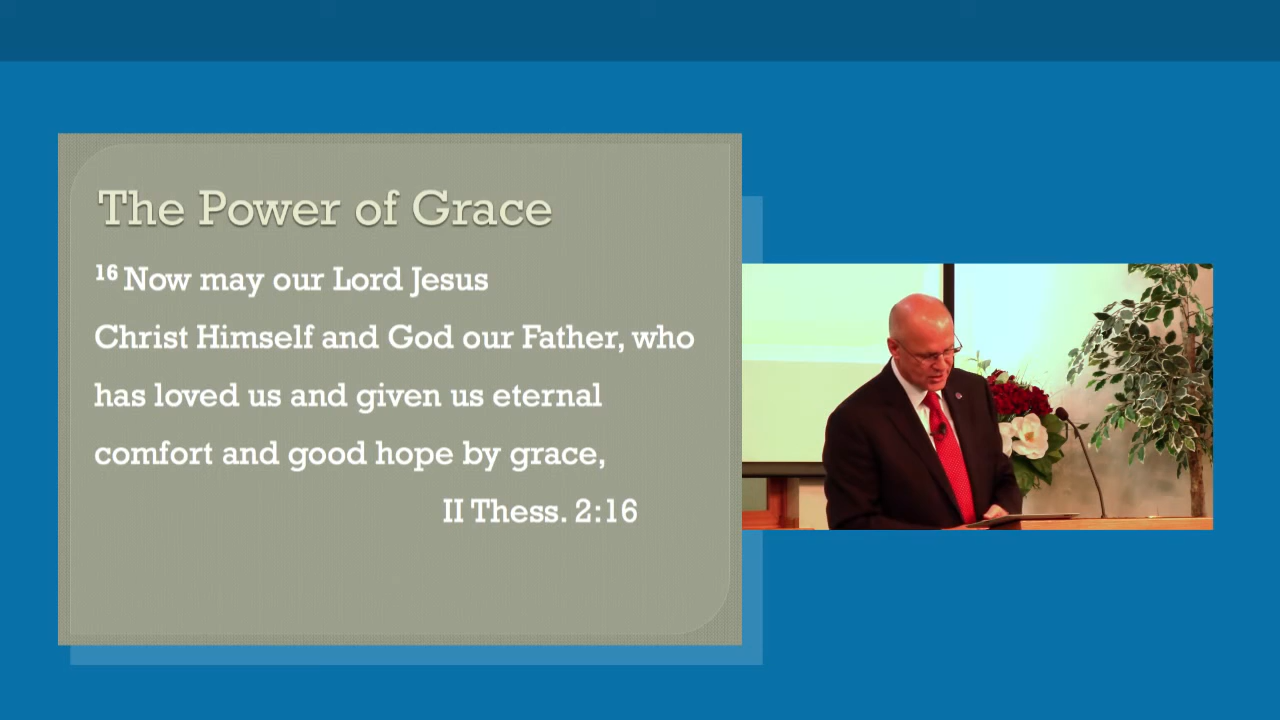 The Power of Grace
16 Now may our Lord Jesus
Christ Himself and God our Father, who
has loved us and given us eternal
comfort and good hope by grace,
II Thess. 2:16